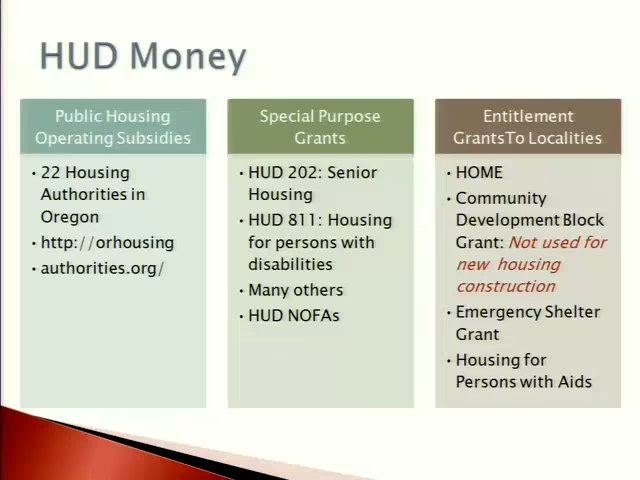 HUD Money
Public Housing
Operating Subsidies
• 22 Housing
Authorities in
Oregon
• http://orhousing
• authorities.org/
Special Purpose
Grants
• HUD 202: Senior
Housing
• HUD 811: Housing
for persons with
disabilities
• Many others
• HUD NOFAs
Entitlement
GrantsTo Localities
• HOME
• Community
Development Block
Grant: Not used for
new housing
construction
• Emergency Shelter
Grant
• Housing for
Persons with Aids